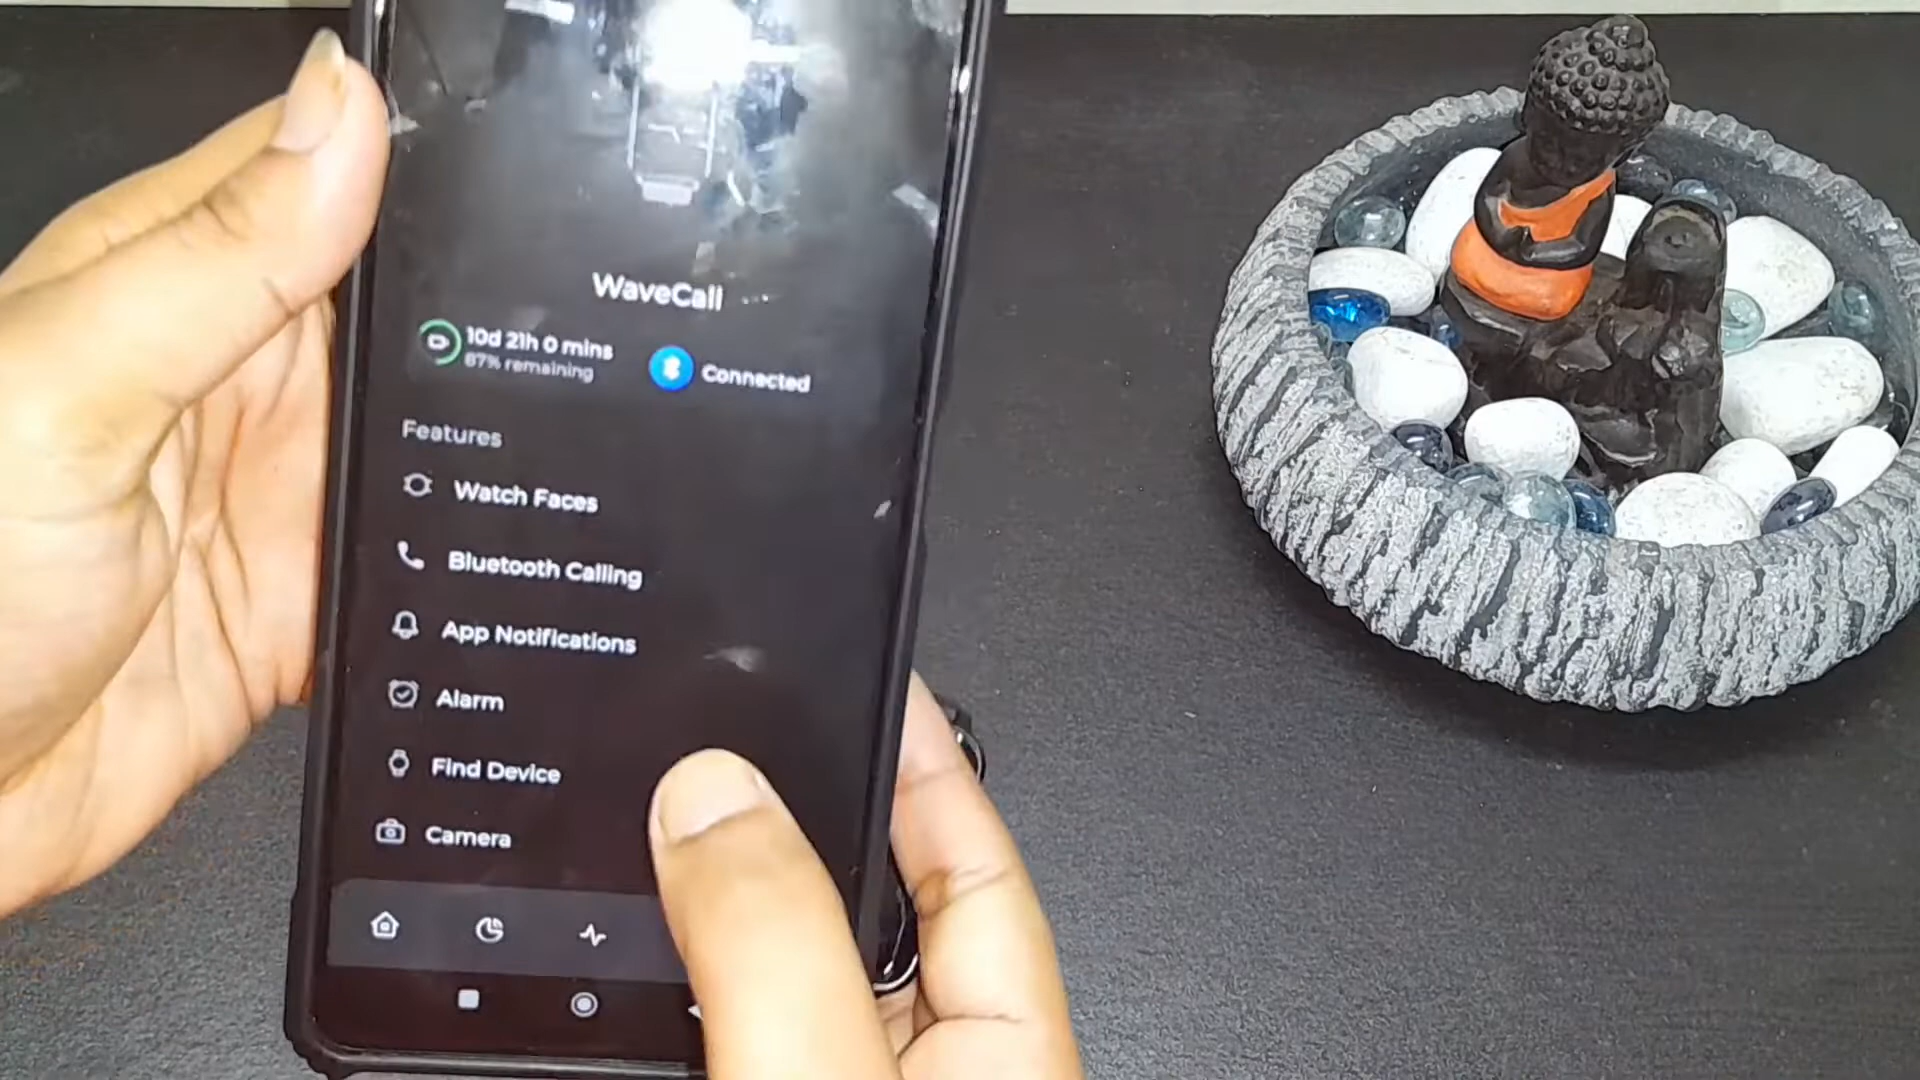 WaveCall
10d 21h 0 mins
87% remaining
Connected
Features
Watch Faces
Bluetooth Calling
App Notifications
Alarm
Find Device
Camera